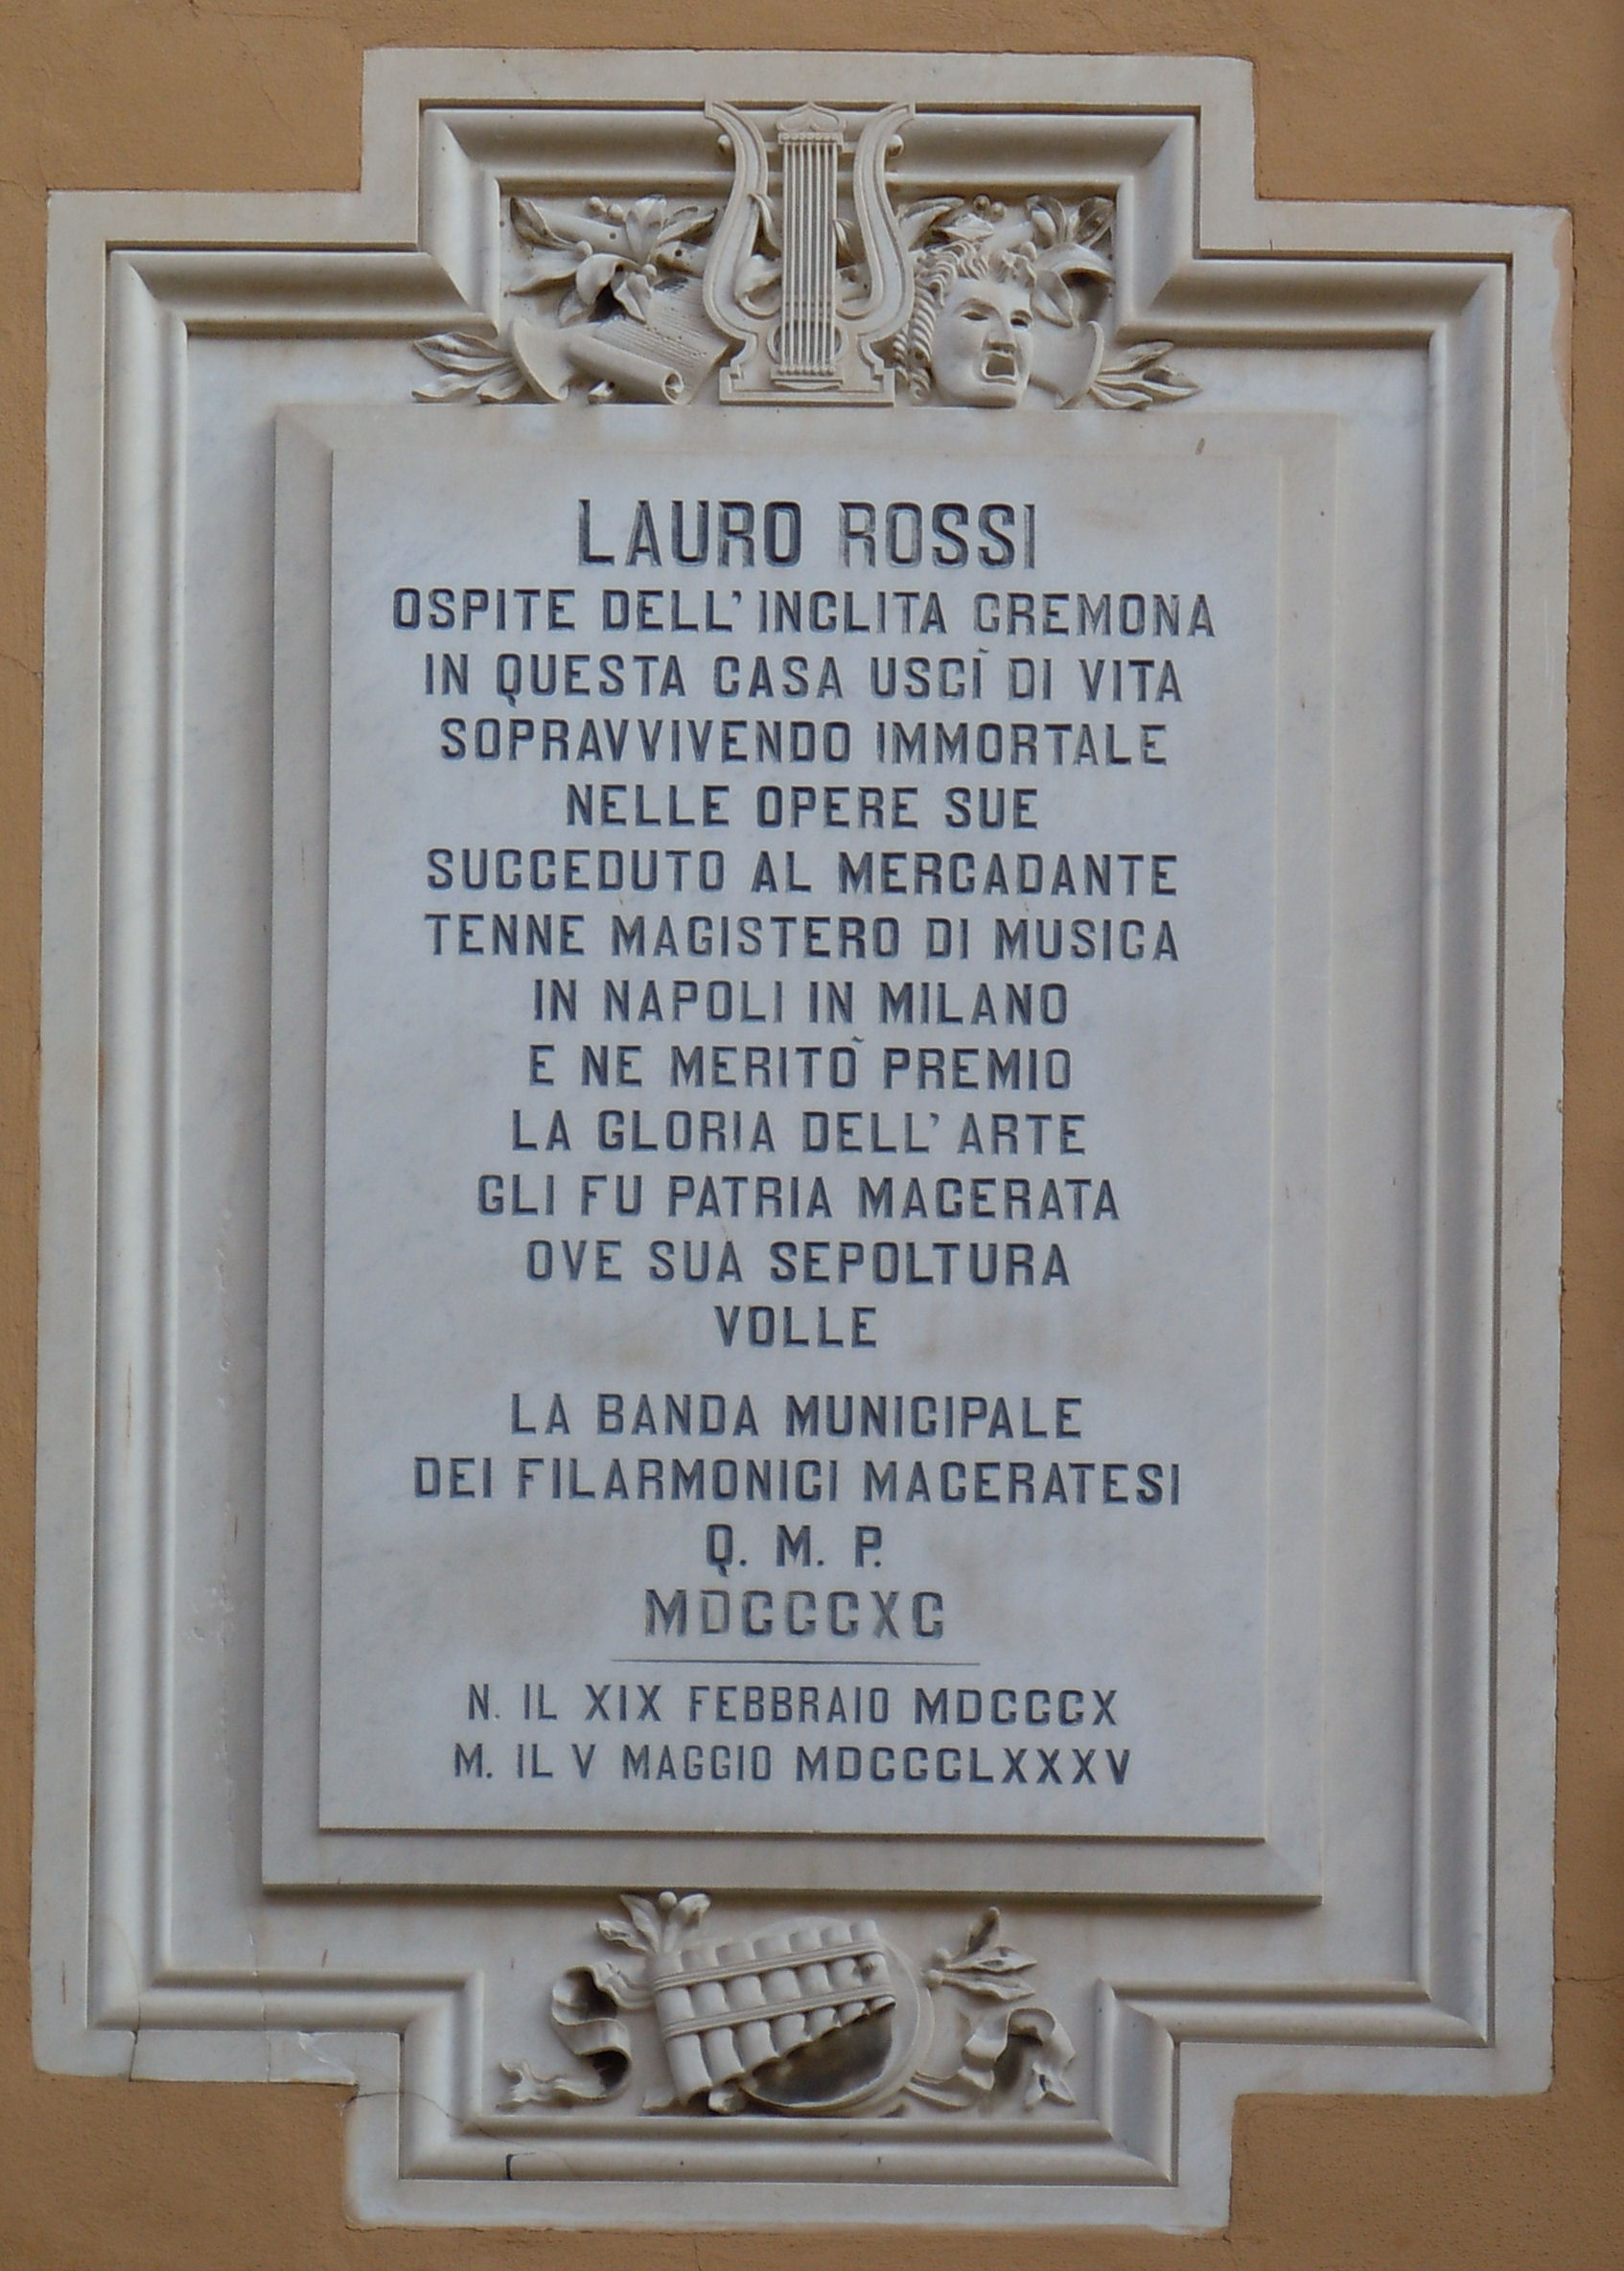 LAURO ROSSI
OSPITE DELL' INCLITA CREMONA
IN QUESTA CASA USCÌ DI VITA
SOPRAVVIVENDO IMMORTALE
NELLE OPERE SUE
SUCCEDUTO AL MERCADANTE
TENNE MAGISTERO DI MUSICA
IN NAPOLI IN MILANO
E NE MERITÒ PREMIO
LA GLORIA DELL' ARTE
GLI FU PATRIA MACERATA
OVE SUA SEPOLTURA
VOLLE
LA BANDA MUNICIPALE
DEI FILARMONICI MACERATESI
Q. M. P.
MDCCCXC
N. IL XIX FEBBRAIO MDCCCX
M. IL V MAGGIO MDCCCLXXXV